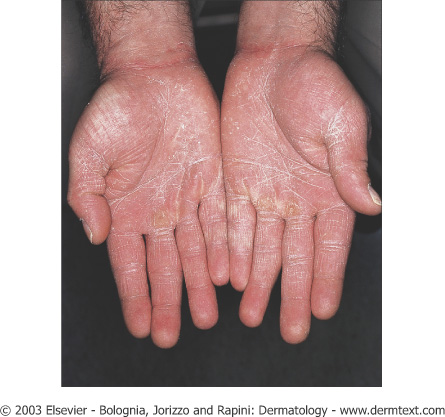 © 2003 Elsevier - Bolognia, Jorizzo and Rapini: Dermatology - www.dermtext.com